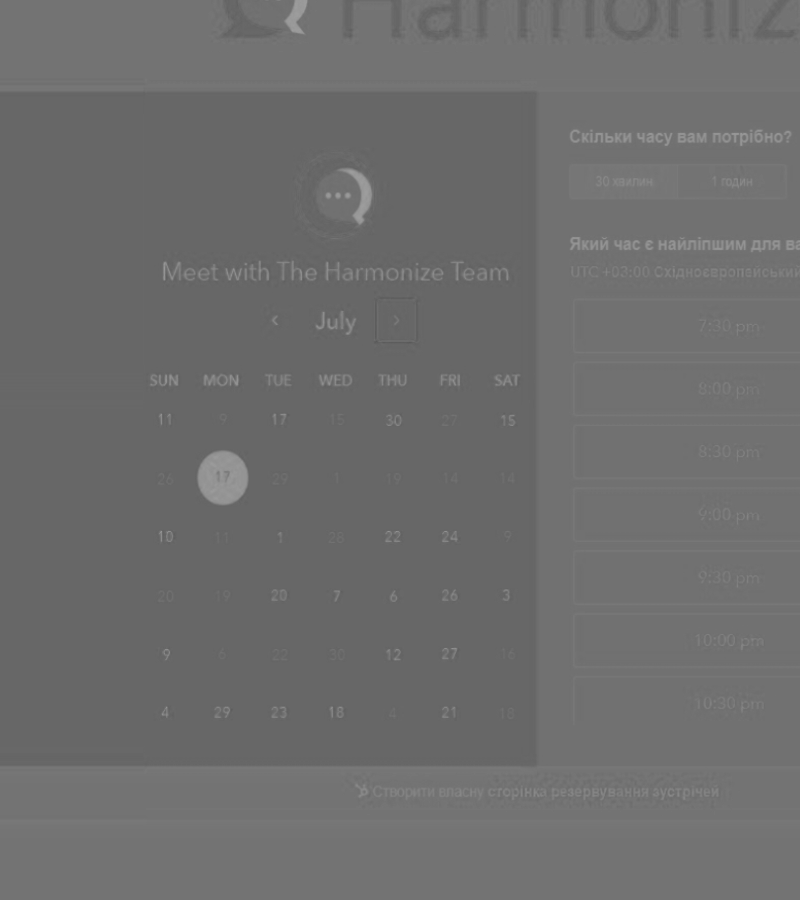 Harmoniz
Meet with The Harmonize Team
July
SUN MON TUE WED THU FRI SAT
11 9 17 15 30 27 15
26 17 29 1 19 14 14
10 11 1 28 22 24 9
20 19 20 7 6 26 3
9 6 22 30 12 27 16
4 29 23 18 4 21 18
Скільки часу вам потрібно?
30 хвилин 1 годин
Який час є найліпшим для ва
UTC +03:00 Східноєвропейський
7:30 pm
8:00 pm
8:30 pm
9:00 pm
9:30 pm
10:00 pm
10:30 pm
Створити власну сторінка резервування зустрічей